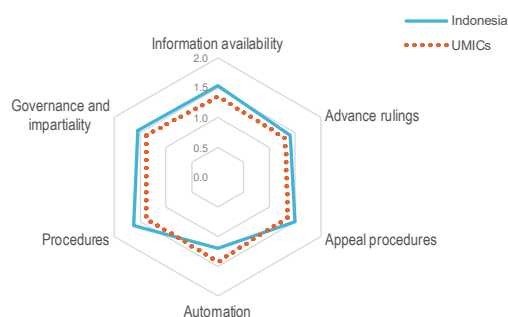 Indonesia
UMICs
Information availability
2.0
1.5
1.0
0.5
0.0
Governance and
impartiality
Advance rulings
Procedures
Appeal procedures
Automation